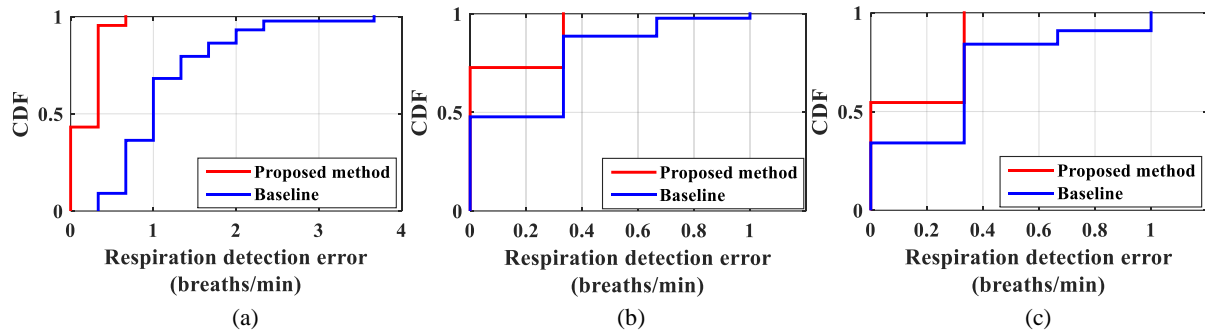 1
0.5
0
CDF
0 1 2 3 4
Proposed method
Baseline
Respiration detection error
(breaths/min)
(a)
1
0.5
0
CDF
0 0.2 0.4 0.6 0.8 1
Proposed method
Baseline
Respiration detection error
(breaths/min)
(b)
1
0.5
0
CDF
0 0.2 0.4 0.6 0.8 1
Proposed method
Baseline
Respiration detection error
(breaths/min)
(c)